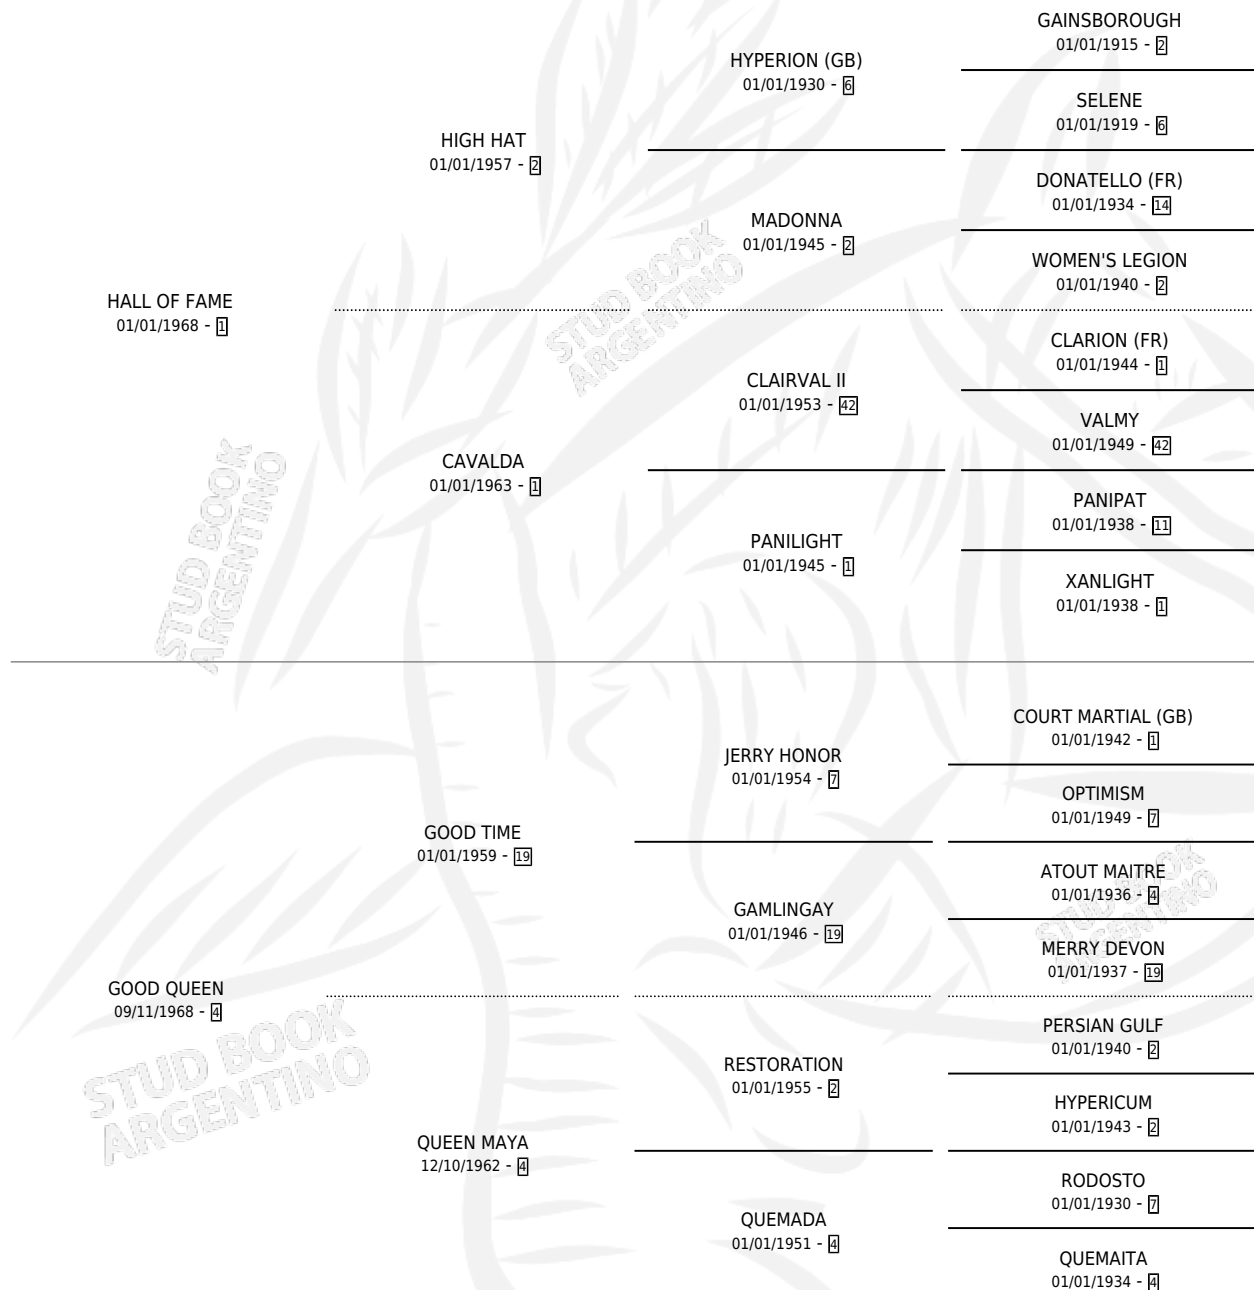 GAINSBOROUGH
01/01/1915 - 2
HYPERION (GB)
01/01/1930 - 6
SELENE
01/01/1919 - 6
HIGH HAT
01/01/1957 - 2
DONATELLO (FR)
01/01/1934 - 14
MADONNA
01/01/1945 - 2
WOMEN'S LEGION
01/01/1940 - 2
HALL OF FAME
01/01/1968 - 1
CLARION (FR)
01/01/1944 - 1
CLAIRVAL II
01/01/1953 - 42
VALMY
01/01/1949 - 42
CAVALDA
01/01/1963 - 1
PANIPAT
01/01/1938 - 11
PANILIGHT
01/01/1945 - 1
XANLIGHT
01/01/1938 - 1
COURT MARTIAL (GB)
01/01/1942 - 1
JERRY HONOR
01/01/1954 - 7
OPTIMISM
01/01/1949 - 7
GOOD TIME
01/01/1959 - 19
ATOUT MAITRE
01/01/1936 - 4
GAMLINGAY
01/01/1946 - 19
MERRY DEVON
01/01/1937 - 19
GOOD QUEEN
09/11/1968 - 4
PERSIAN GULF
01/01/1940 - 2
RESTORATION
01/01/1955 - 2
HYPERICUM
01/01/1943 - 2
QUEEN MAYA
12/10/1962 - 4
RODOSTO
01/01/1930 - 7
QUEMADA
01/01/1951 - 4
QUEMAITA
01/01/1934 - 4
STUD BOOK
ARGENTINO
STUD BOOK
ARGENTINO
STUD BOOK
ARGENTINO
STUD BOOK
ARGENTINO